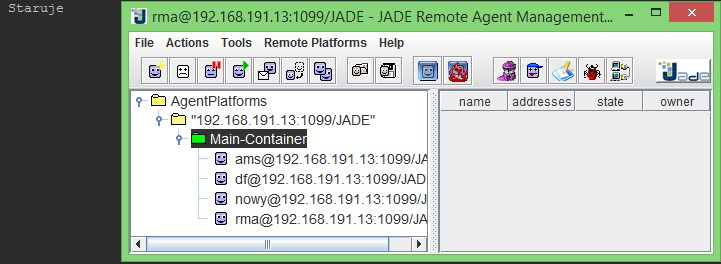 Staruje
rma@192.168.191.13:1099/JADE - JADE Remote Agent Management...
File Actions Tools Remote Platforms Help
Jade
AgentPlatforms
"192.168.191.13:1099/JADE"
Main-Container
ams@192.168.191.13:1099/JA
df@192.168.191.13:1099/JAD
nowy@192.168.191.13:1099/J
rma@192.168.191.13:1099/JA
name addresses state owner